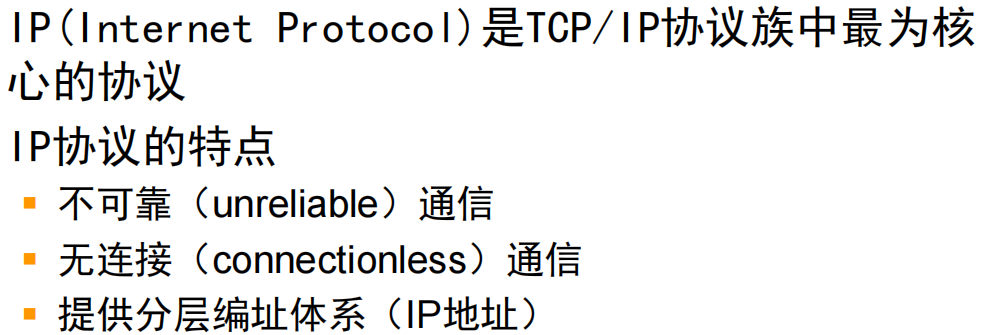 IP(Internet Protocol)是TCP/IP协议族中最为核
心的协议
IP协议的特点
不可靠（unreliable）通信
无连接（connectionless）通信
提供分层编址体系（IP地址）